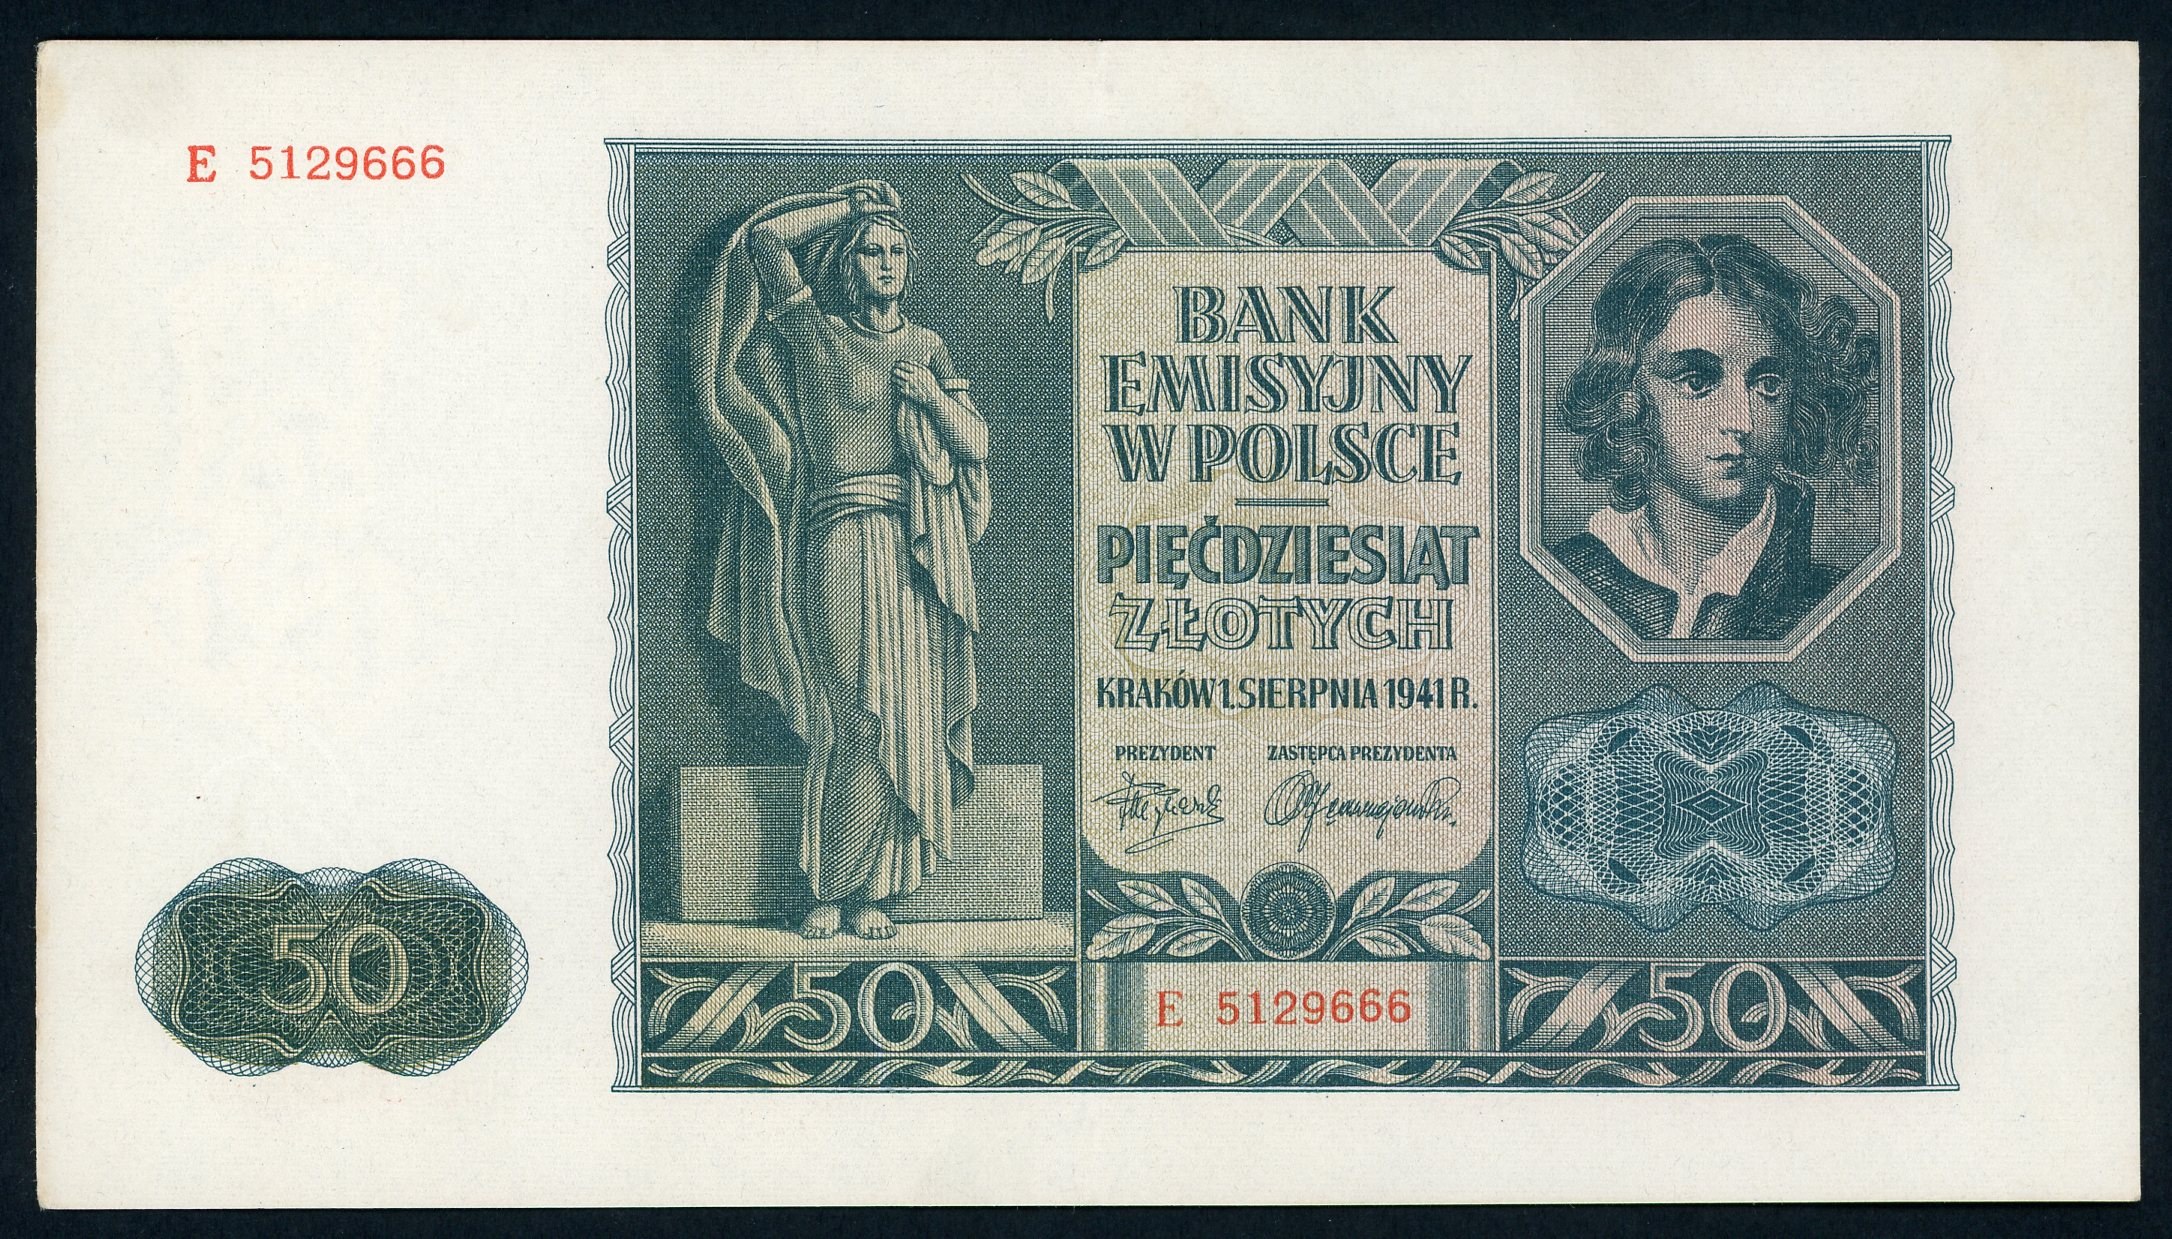 E 5129666
BANK
EMISYJNY
W POLSCE
PIĘĆDZIESIĄT
ZŁOTYCH
KRAKÓW 1. SIERPNIA 1941 R.
PREZYDENT ZASTĘPCA PREZYDENTA
50
50
E 5129666
50